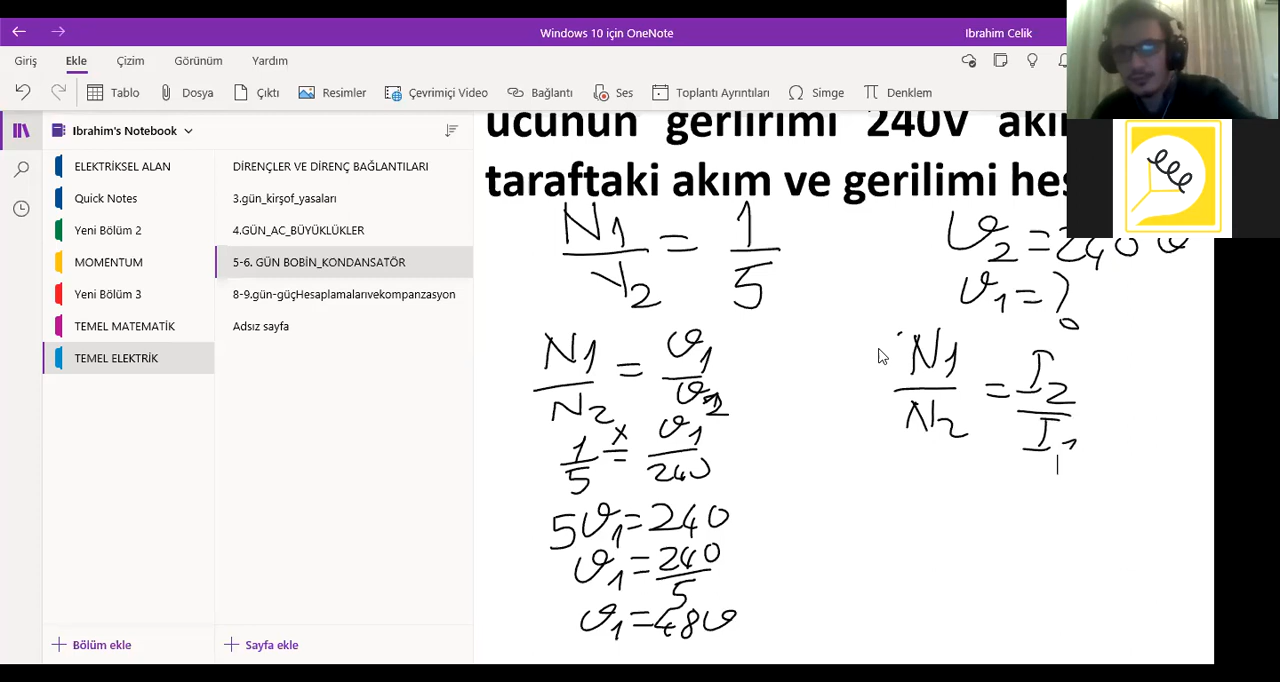 Windows 10 için OneNote
Ibrahim Celik
Giriş
Ekle
Çizim
Görünüm
Yardım
Tablo
Dosya
Çıktı
Resimler
Çevrimiçi Video
Bağlantı
Ses
Toplantı Ayrıntıları
Simge
Denklem
Ibrahim's Notebook
ELEKTRİKSEL ALAN
Quick Notes
Yeni Bölüm 2
MOMENTUM
Yeni Bölüm 3
TEMEL MATEMATİK
TEMEL ELEKTRİK
Bölüm ekle
DİRENÇLER VE DİRENÇ BAĞLANTILARI
3.gün_kirşof_yasaları
4.GÜN_AC_BÜYÜKLÜKLER
5-6. GÜN BOBİN_KONDANSATÖR
8-9.gün-güçHesaplamalarıvekompanzasyon
Adsız sayfa
Sayfa ekle
ucunun gerlirimi 240V
taraftaki akım ve gerilimi
N1/N2 = 1/5
V2 = 240V
V1 = ?
N1/N2 = V1/V2
1/5 = V1/240
5V1 = 240
V1 = 240/5
V1 = 48V
N1/N2 = I2/I1